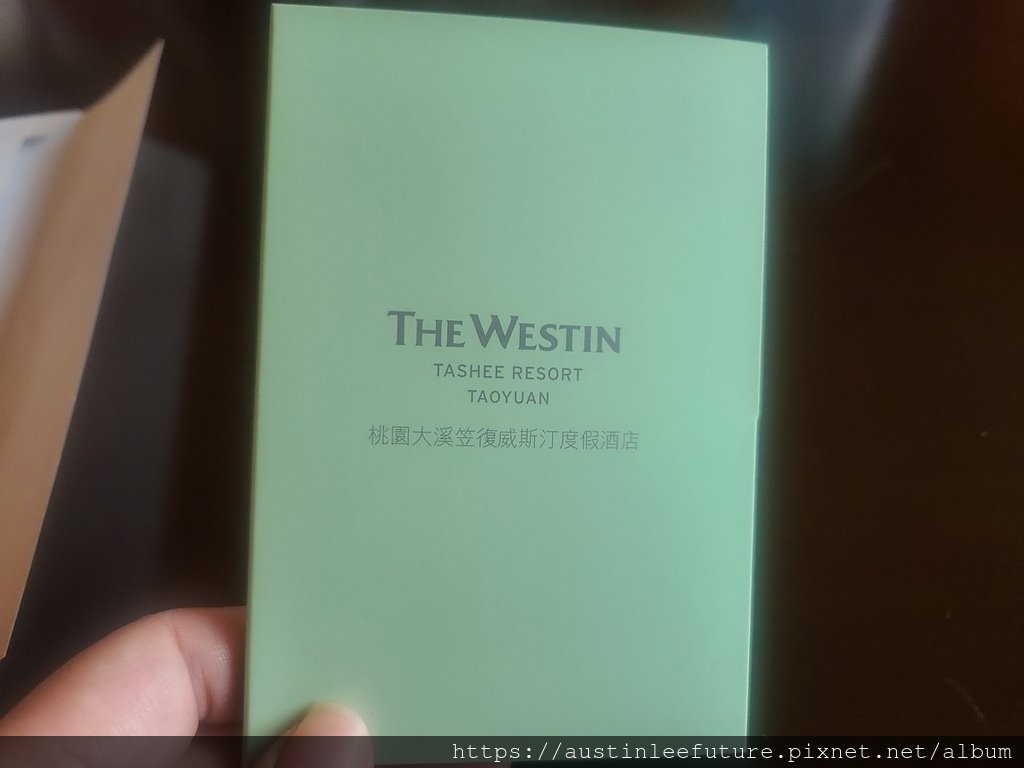 THE WESTIN
TASHEE RESORT
TAOYUAN
桃園大溪笠復威斯汀度假酒店
https://austinleefuture.pixnet.net/album